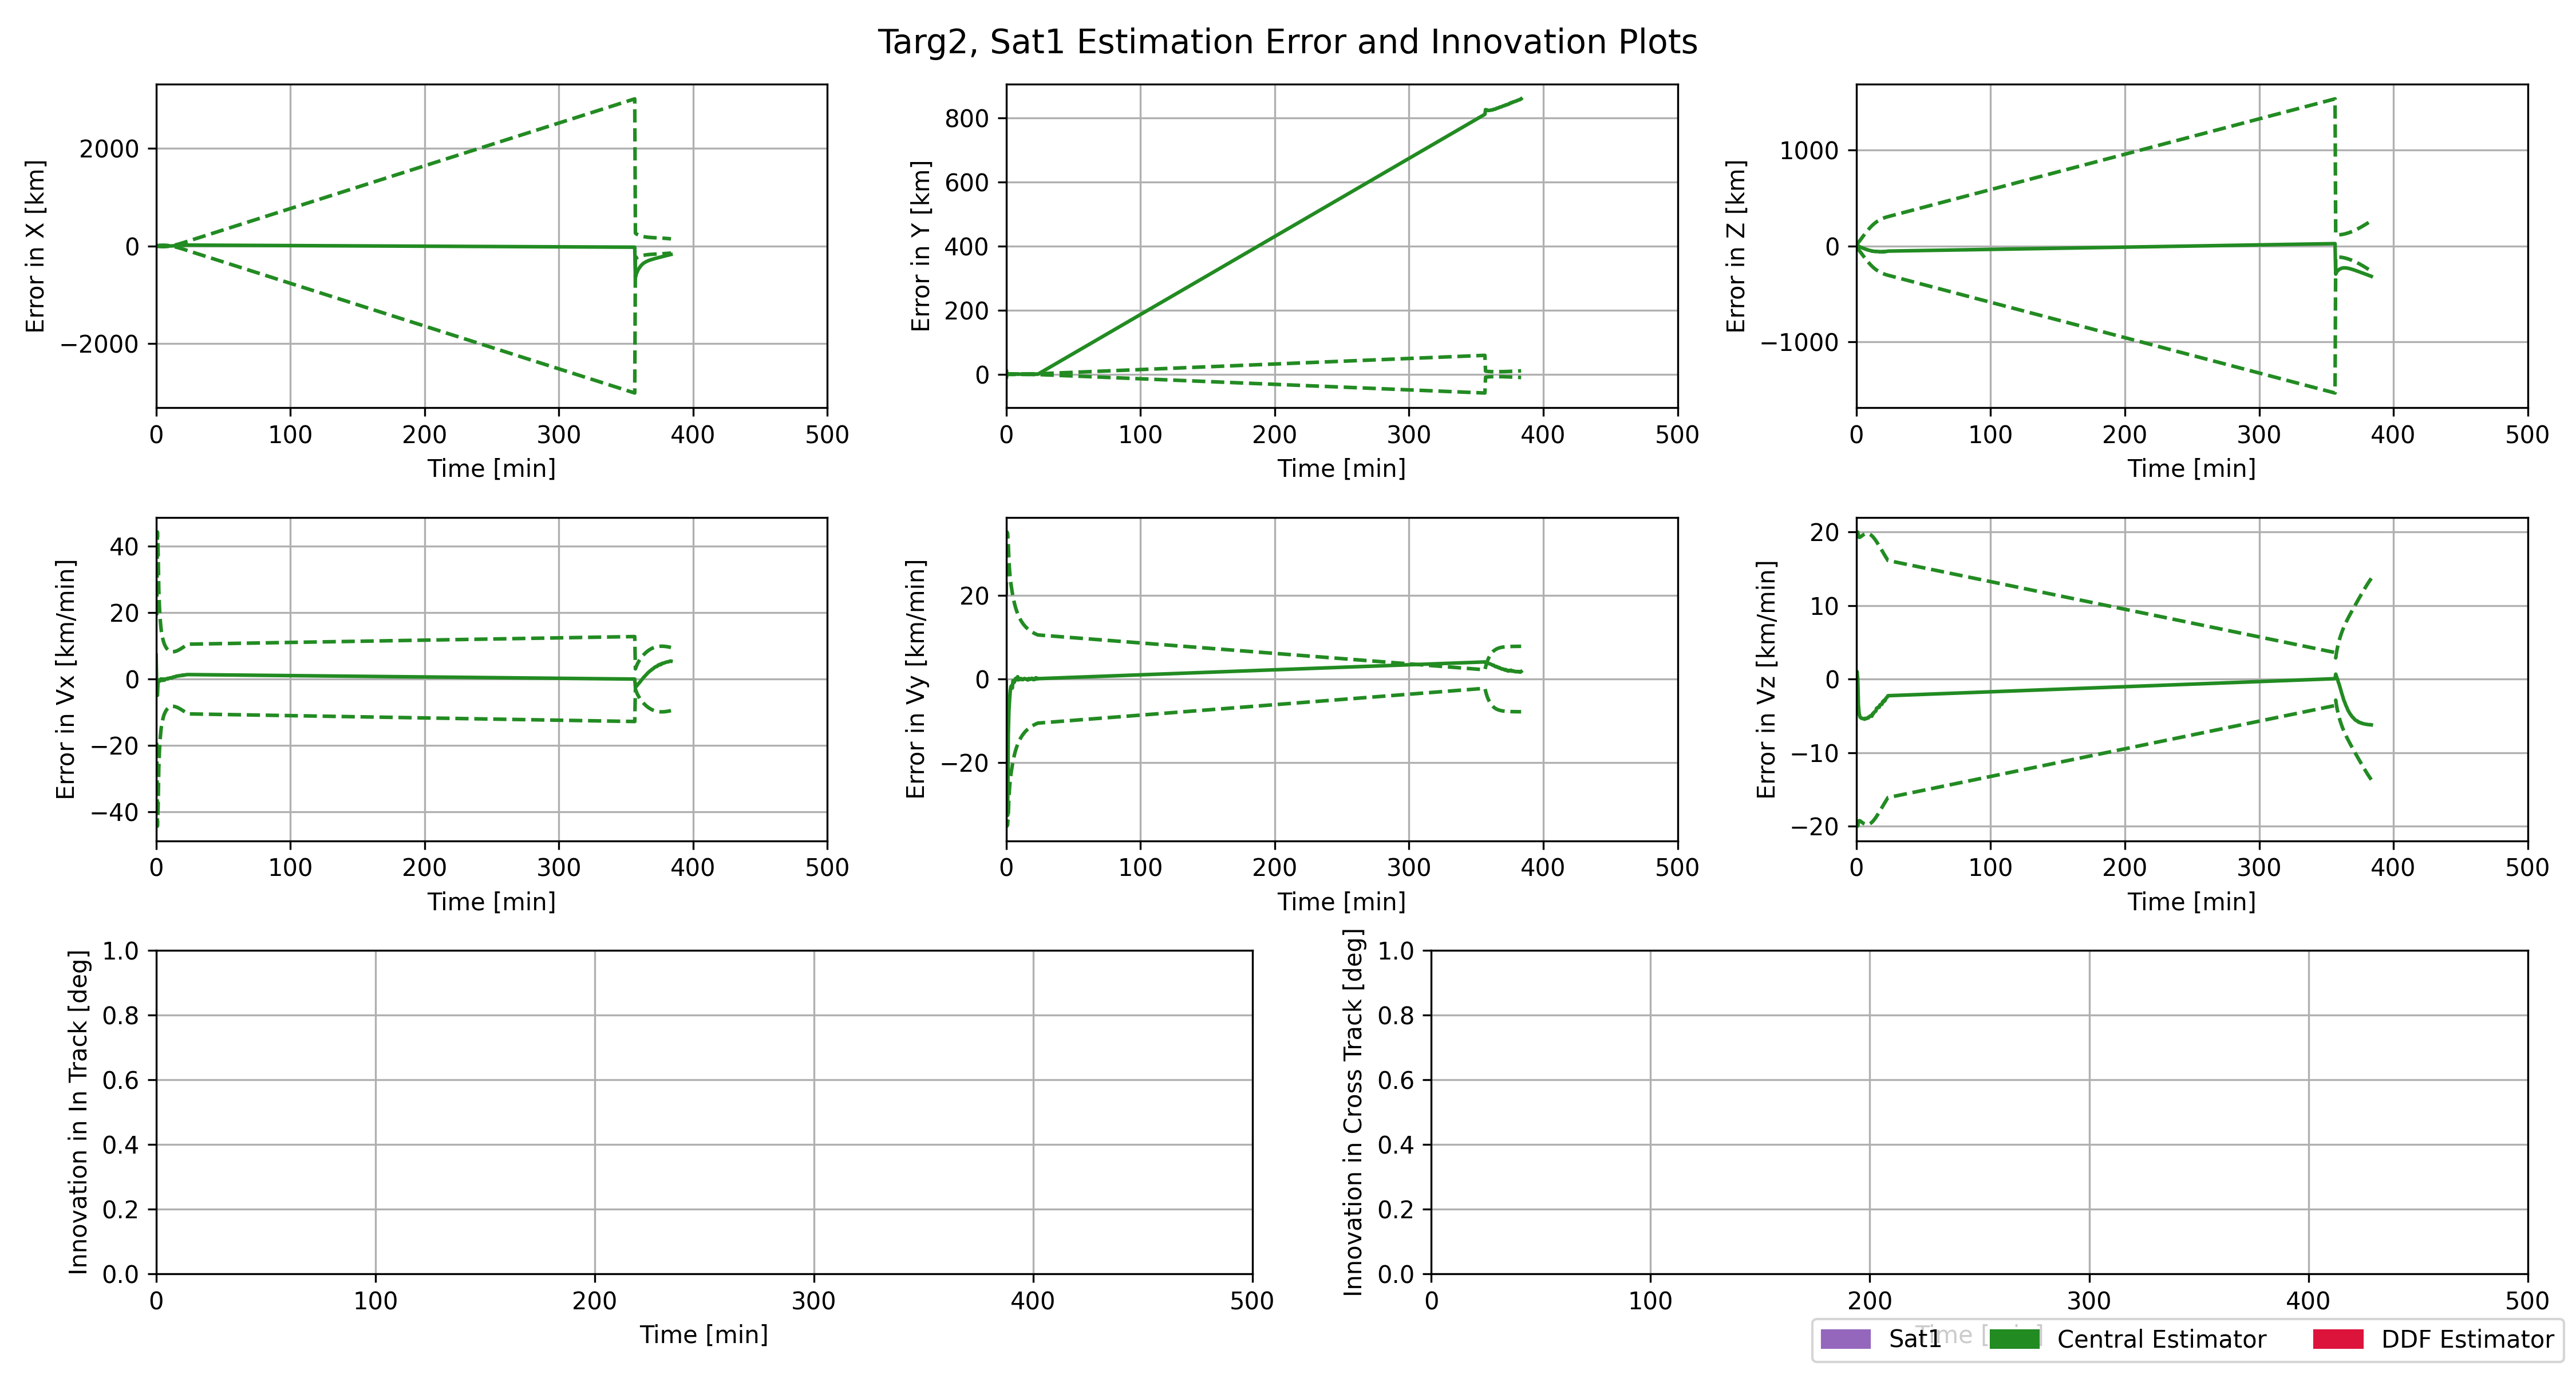 Targ2, Sat1 Estimation Error and Innovation Plots
Error in X [km]
2000
0
−2000
0 100 200 300 400 500
Time [min]
Error in Y [km]
800
600
400
200
0
0 100 200 300 400 500
Time [min]
Error in Z [km]
1000
0
−1000
0 100 200 300 400 500
Time [min]
Error in Vx [km/min]
40
20
0
−20
−40
0 100 200 300 400 500
Time [min]
Error in Vy [km/min]
20
0
−20
0 100 200 300 400 500
Time [min]
Error in Vz [km/min]
20
10
0
−10
−20
0 100 200 300 400 500
Time [min]
Innovation in In Track [deg]
1.0
0.8
0.6
0.4
0.2
0.0
0 100 200 300 400 500
Time [min]
Innovation in Cross Track [deg]
1.0
0.8
0.6
0.4
0.2
0.0
0 100 200 300 400 500
Time [min]
Sat1 Central Estimator DDF Estimator